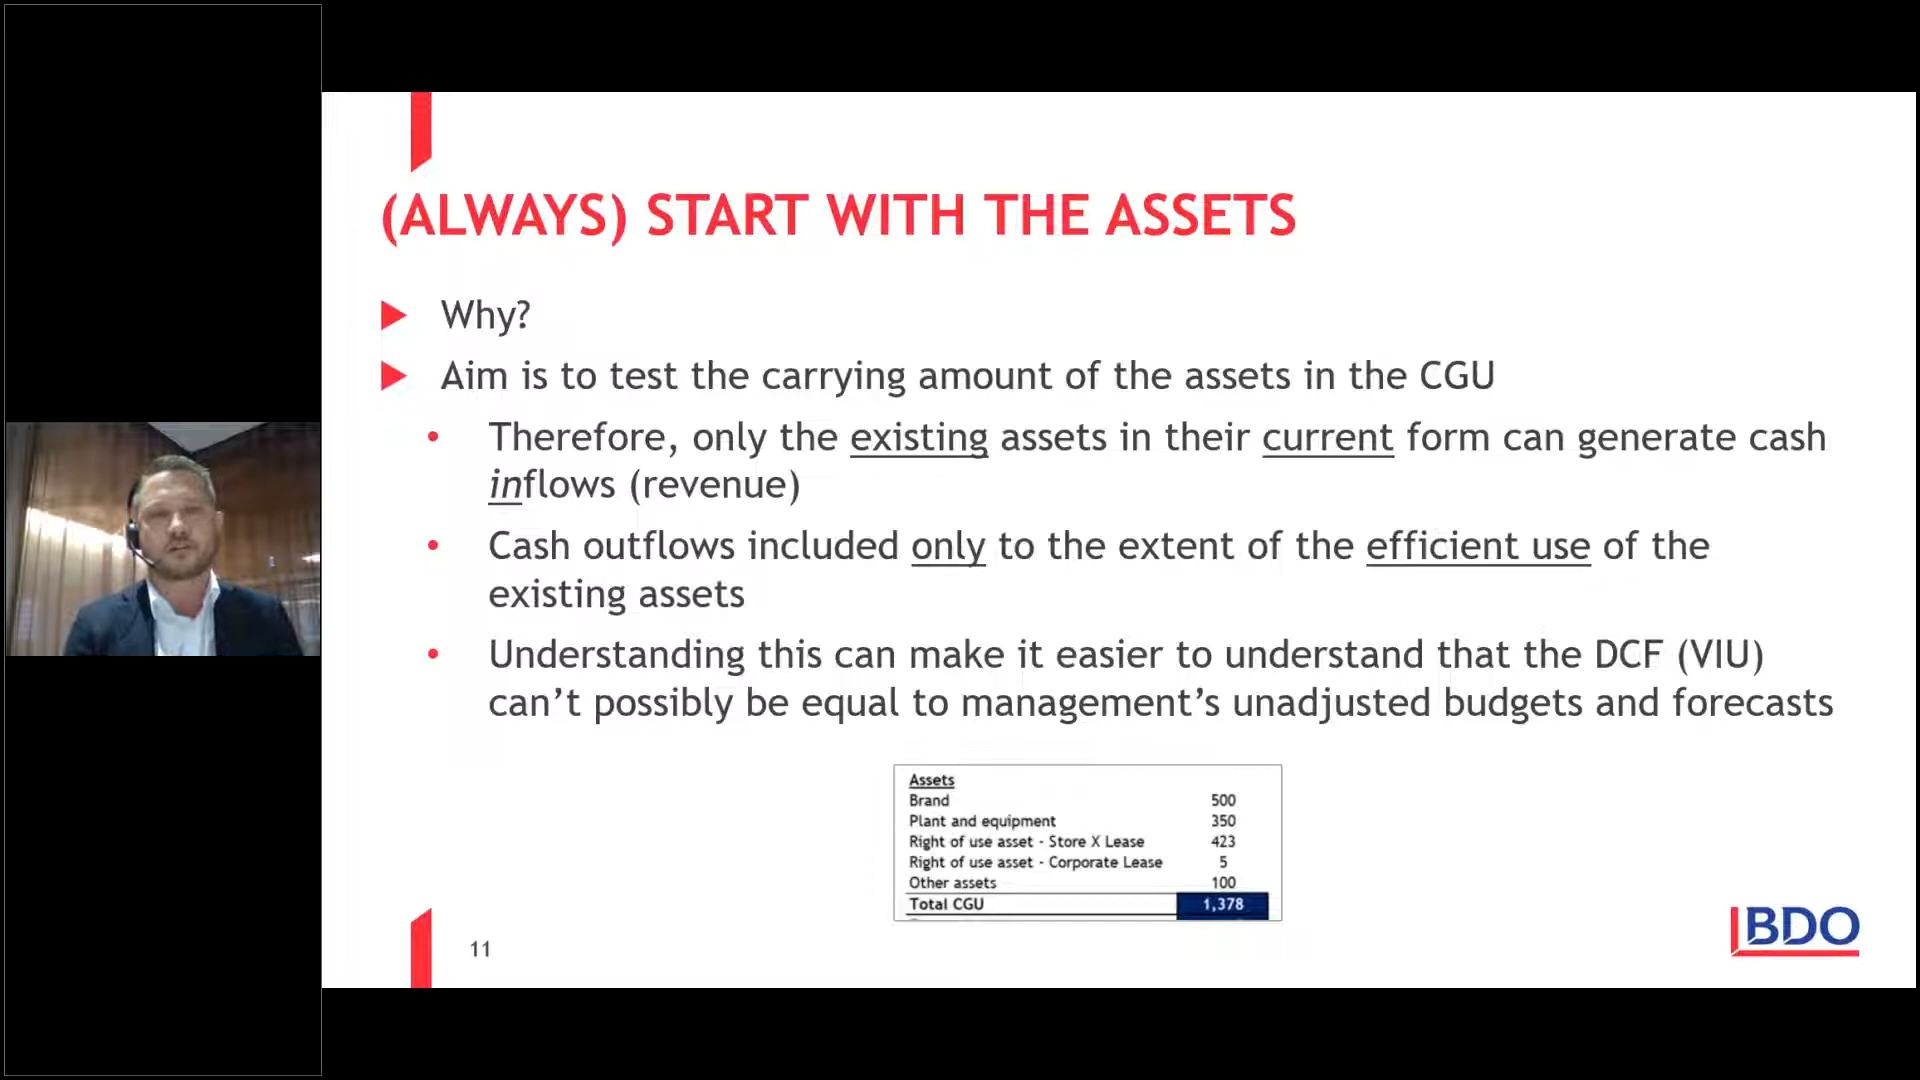 (ALWAYS) START WITH THE ASSETS
Why?
Aim is to test the carrying amount of the assets in the CGU
Therefore, only the existing assets in their current form can generate cash
inflows (revenue)
Cash outflows included only to the extent of the efficient use of the
existing assets
Understanding this can make it easier to understand that the DCF (VIU)
can't possibly be equal to management's unadjusted budgets and forecasts
Assets
Brand 500
Plant and equipment 350
Right of use asset - Store X Lease 423
Right of use asset - Corporate Lease 5
Other assets 100
Total CGU 1,378
11
BDO